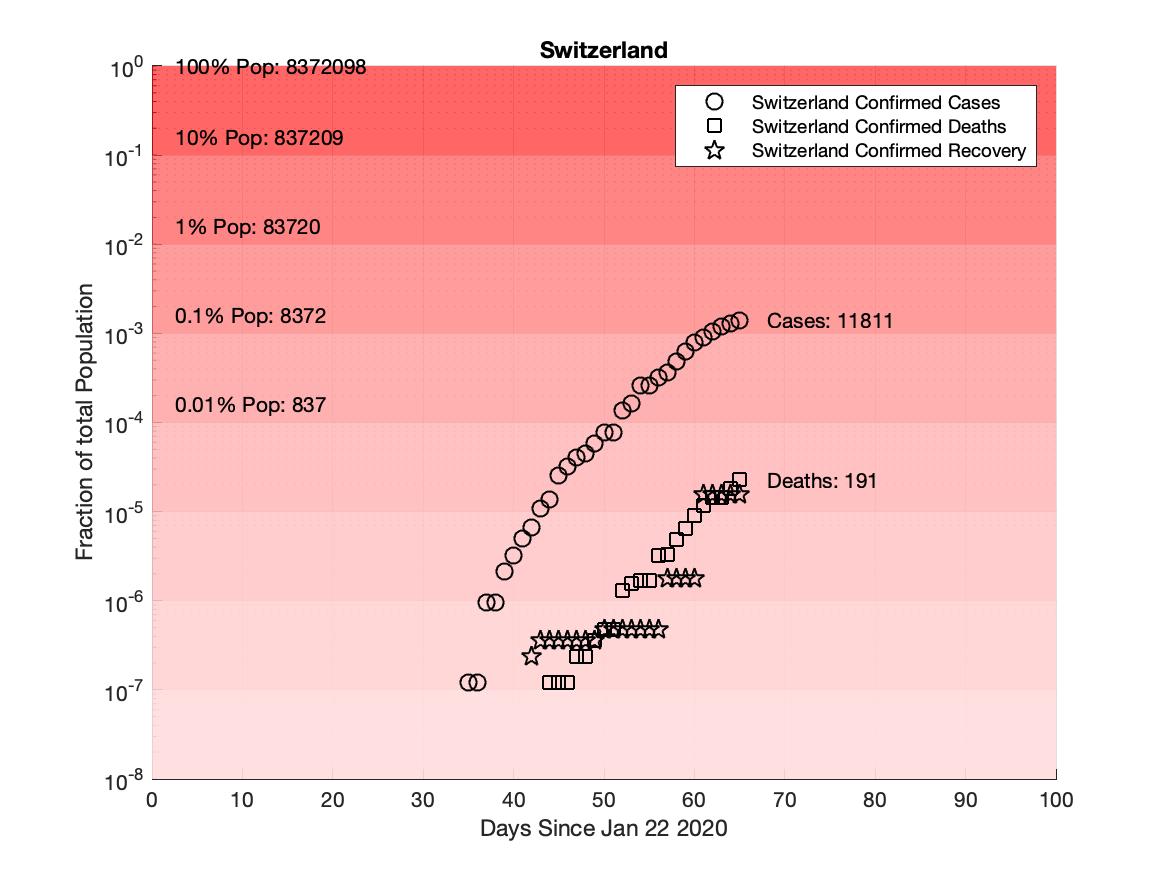 Switzerland
10^0
100% Pop: 8372098
Switzerland Confirmed Cases
Switzerland Confirmed Deaths
Switzerland Confirmed Recovery
10% Pop: 837209
10^-1
1% Pop: 83720
10^-2
0.1% Pop: 8372
Cases: 11811
10^-3
0.01% Pop: 837
10^-4
Deaths: 191
10^-5
10^-6
10^-7
10^-8
Fraction of total Population
0 10 20 30 40 50 60 70 80 90 100
Days Since Jan 22 2020